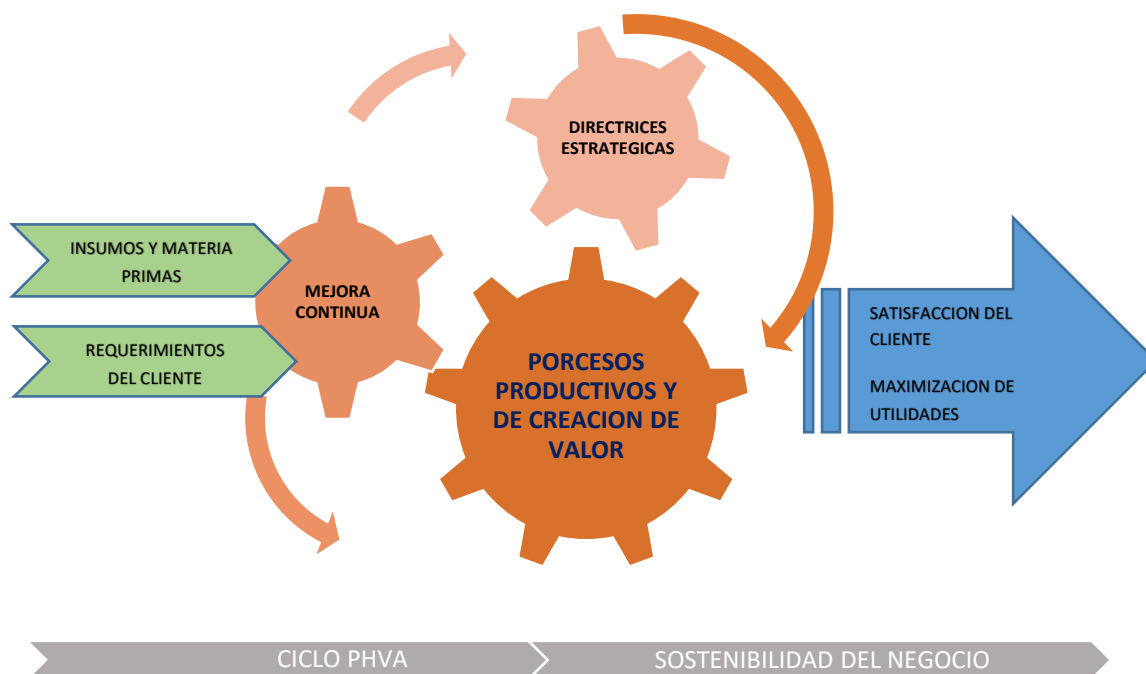 DIRECTRICES
ESTRATEGICAS
INSUMOS Y MATERIA
PRIMAS
MEJORA
CONTINUA
REQUERIMIENTOS
DEL CLIENTE
PORCESOS
PRODUCTIVOS Y
DE CREACION DE
VALOR
SATISFACCION DEL
CLIENTE
MAXIMIZACION DE
UTILIDADES
CICLO PHVA
SOSTENIBILIDAD DEL NEGOCIO